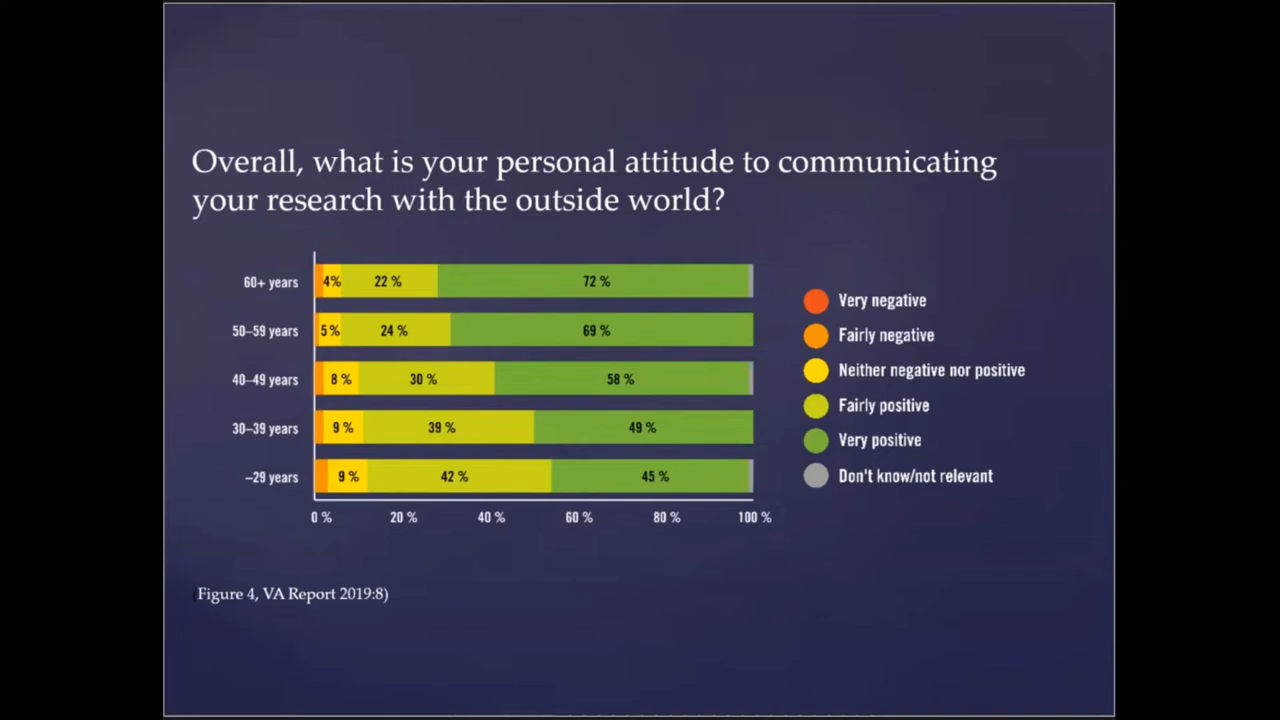 Overall, what is your personal attitude to communicating
your research with the outside world?
60+ years
4%
22 %
72 %
50–59 years
5 %
24 %
69 %
40–49 years
8 %
30 %
58 %
30–39 years
9 %
39 %
49 %
–29 years
9 %
42 %
45 %
0 %
20 %
40 %
60 %
80 %
100 %
Very negative
Fairly negative
Neither negative nor positive
Fairly positive
Very positive
Don't know/not relevant
(Figure 4, VA Report 2019:8)